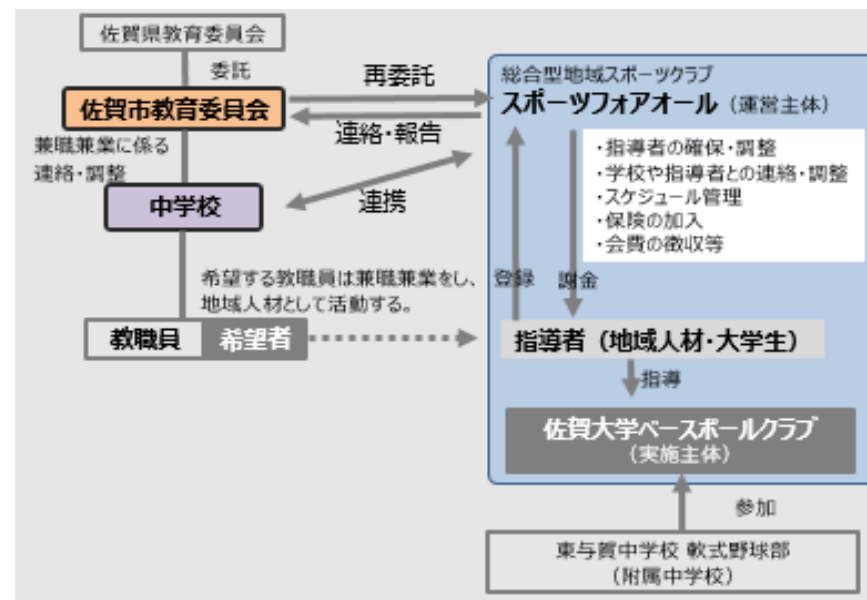 佐賀県教育委員会
委託
佐賀市教育委員会
再委託
連絡・報告
兼職兼業に係る
連絡・調整
中学校
連携
総合型地域スポーツクラブ
スポーツフォアオール（運営主体）
・指導者の確保・調整
・学校や指導者との連絡・調整
・スケジュール管理
・保険の加入
・会費の徴収等
希望する教職員は兼職兼業をし、
地域人材として活動する。
登録
謝金
教職員
希望者
指導者（地域人材・大学生）
指導
佐賀大学ベースボールクラブ
（実施主体）
参加
東与賀中学校 軟式野球部
（附属中学校）